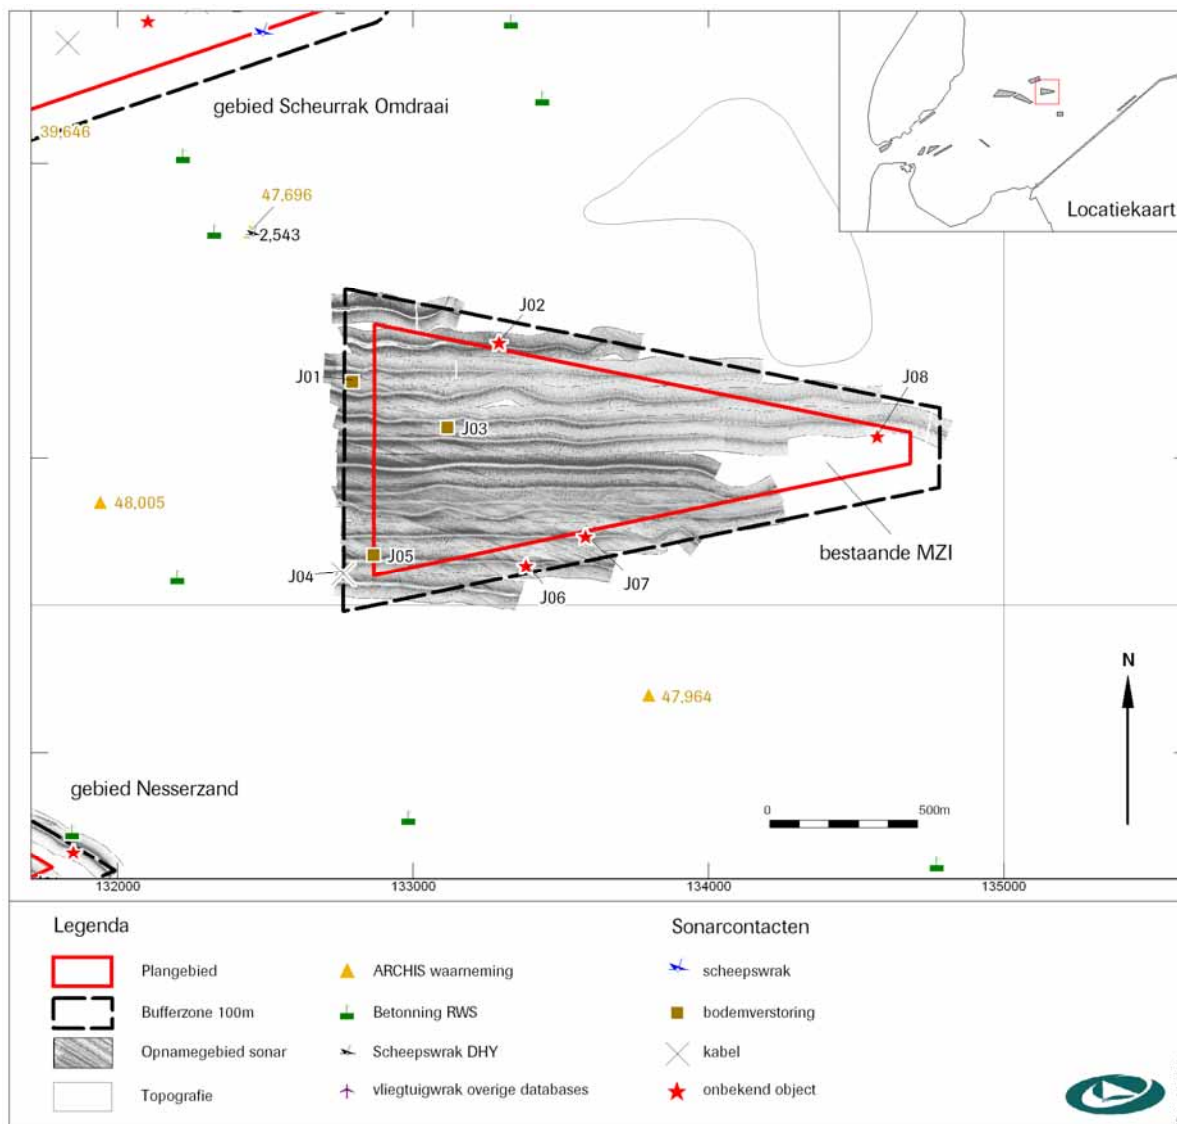 gebied Scheurrak Omdraai
39,646
47,696
2,543
Locatiekaart
J02
J01
J08
J03
48,005
bestaande MZI
J05
J04
J07
J06
N
47,964
gebied Nesserzand
0
500m
132000
133000
134000
135000
Legenda
Sonarcontacten
Plangebied
ARCHIS waarneming
scheepswrak
Bufferzone 100m
Betonning RWS
bodemverstoring
Opnamegebied sonar
Scheepswrak DHY
kabel
Topografie
vliegtuigwrak overige databases
onbekend object